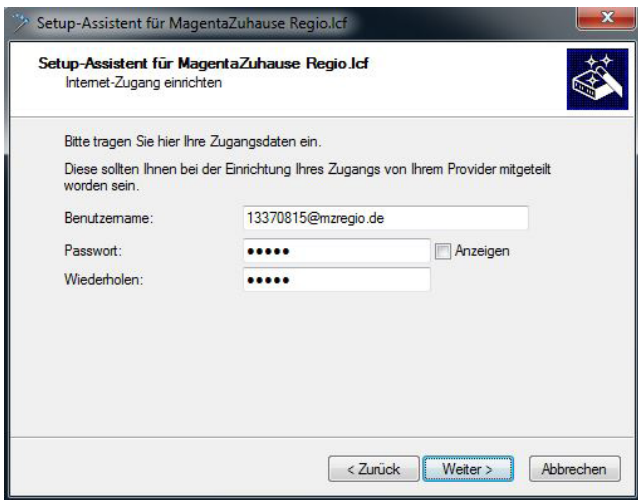 Setup-Assistent für MagentaZuhause Regio.lcf
x
Setup-Assistent für MagentaZuhause Regio.lcf
Internet-Zugang einrichten
Bitte tragen Sie hier Ihre Zugangsdaten ein.
Diese sollten Ihnen bei der Einrichtung Ihres Zugangs von Ihrem Provider mitgeteilt
worden sein.
Benutzername: 13370815@mzregio.de
Passwort: ●●●●● Anzeigen
Wiederholen: ●●●●●
< Zurück Weiter > Abbrechen